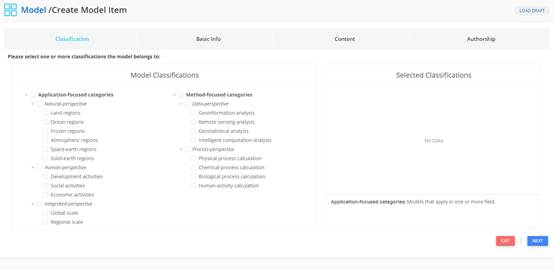 Model /Create Model Item
LOAD DRAFT
Classification
Basic Info
Content
Authorship
Please select one or more classifications the model belongs to:
Model Classifications
Application-focused categories
Natural-perspective
Land regions
Ocean regions
Frozen regions
Atmospheric regions
Space-earth regions
Solid-earth regions
Human-perspective
Development activities
Social activities
Economic activities
Integrated-perspective
Global scale
Regional scale
Method-focused categories
Data-perspective
Geoinformation analysis
Remote sensing analysis
Geostatistical analysis
Intelligent computation analysis
Process-perspective
Physical process calculation
Chemical process calculation
Biological process calculation
Human-activity calculation
Selected Classifications
No Data
Application-focused categories: Models that apply in one or more field.
EXIT
NEXT